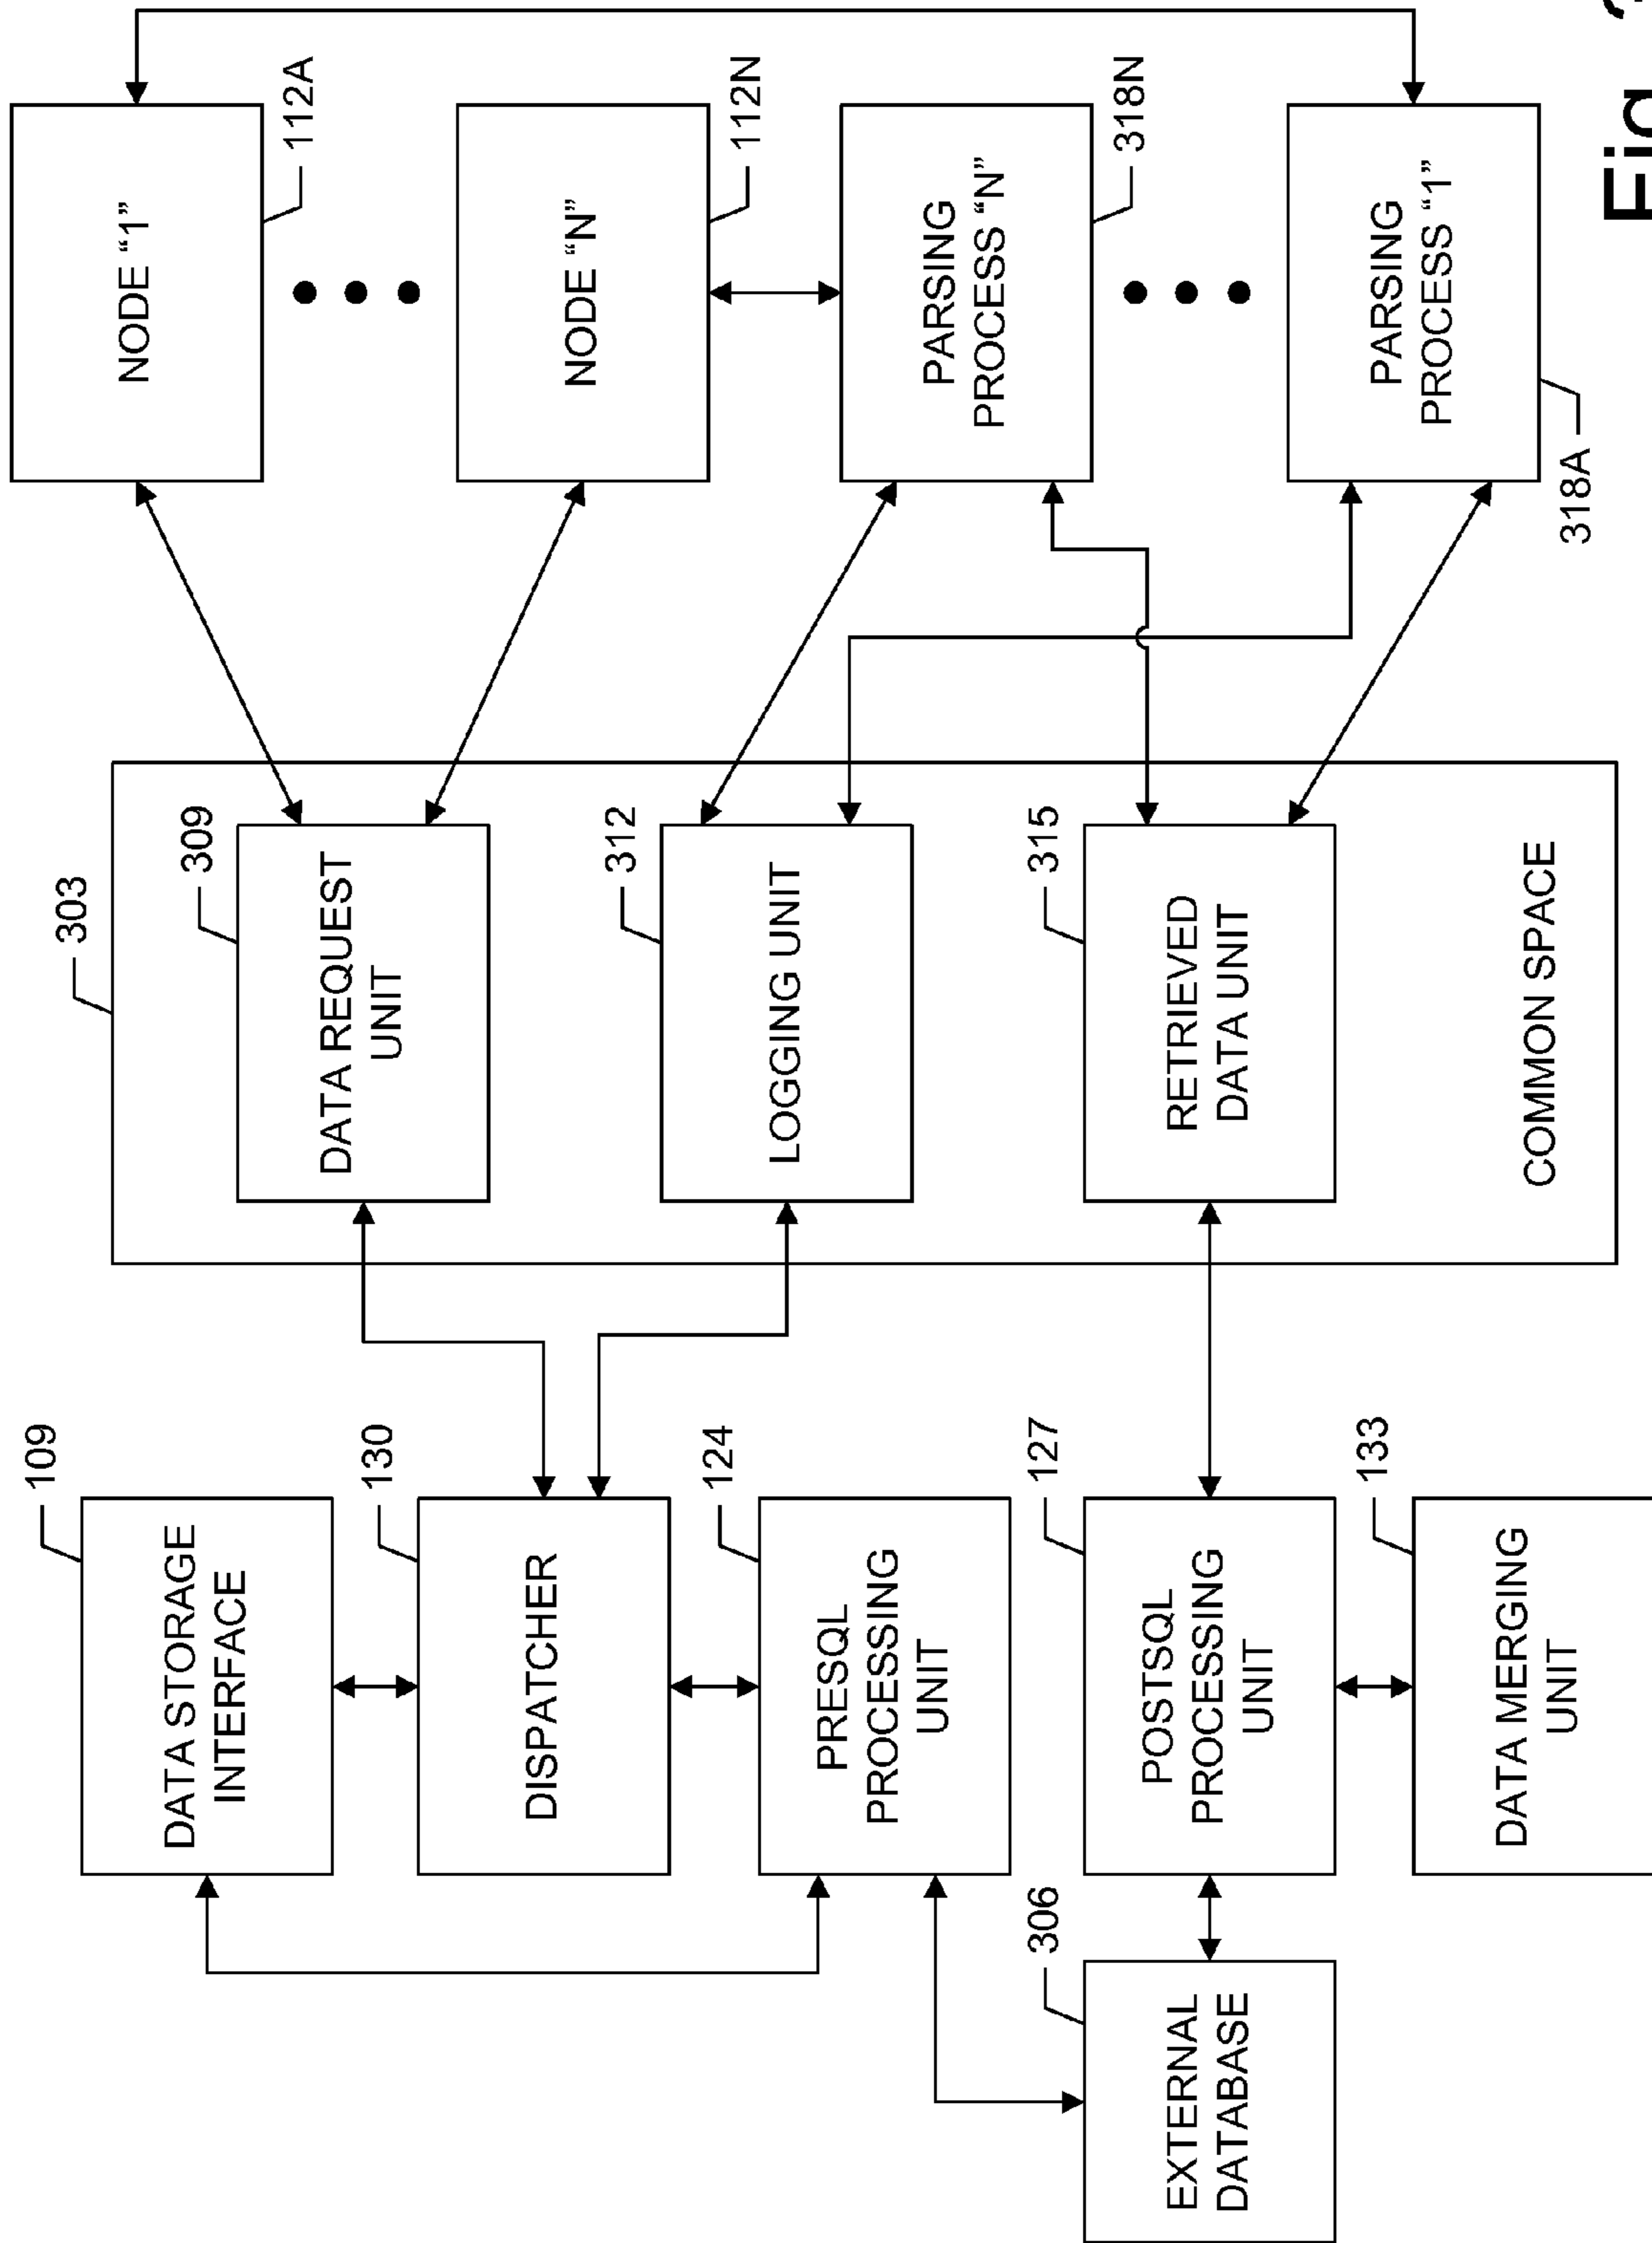 109
DATA STORAGE
INTERFACE
130
DISPATCHER
124
PRESQL
PROCESSING
UNIT
306
EXTERNAL
DATABASE
127
POSTSQL
PROCESSING
UNIT
133
DATA MERGING
UNIT
303
309
DATA REQUEST
UNIT
312
LOGGING UNIT
315
RETRIEVED
DATA UNIT
COMMON SPACE
NODE “1”
112A
NODE “N”
112N
PARSING
PROCESS “N”
318N
PARSING
PROCESS “1”
318A